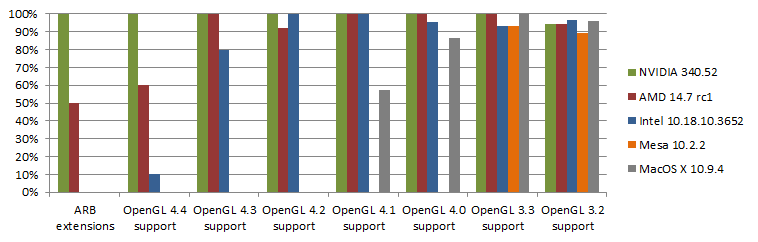 100%
90%
80%
70%
60%
50%
40%
30%
20%
10%
0%
ARB extensions
OpenGL 4.4 support
OpenGL 4.3 support
OpenGL 4.2 support
OpenGL 4.1 support
OpenGL 4.0 support
OpenGL 3.3 support
OpenGL 3.2 support
NVIDIA 340.52
AMD 14.7 rc1
Intel 10.18.10.3652
Mesa 10.2.2
MacOS X 10.9.4